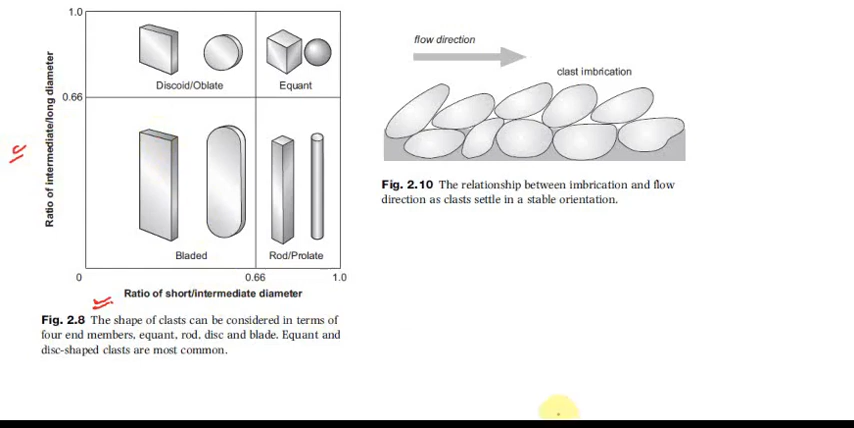 1.0
Ratio of intermediate/long diameter
Discoid/Oblate
Equant
0.66
Bladed
Rod/Prolate
0
0.66
1.0
Ratio of short/intermediate diameter
Fig. 2.8 The shape of clasts can be considered in terms of
four end members, equant, rod, disc and blade. Equant and
disc-shaped clasts are most common.
flow direction
clast imbrication
Fig. 2.10 The relationship between imbrication and flow
direction as clasts settle in a stable orientation.